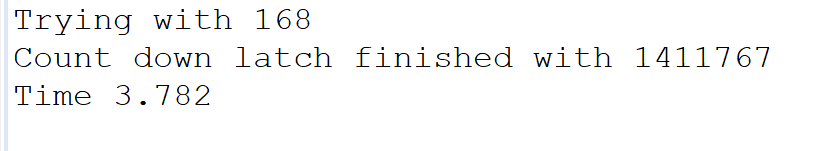 Trying with 168
Count down latch finished with 1411767
Time 3.782